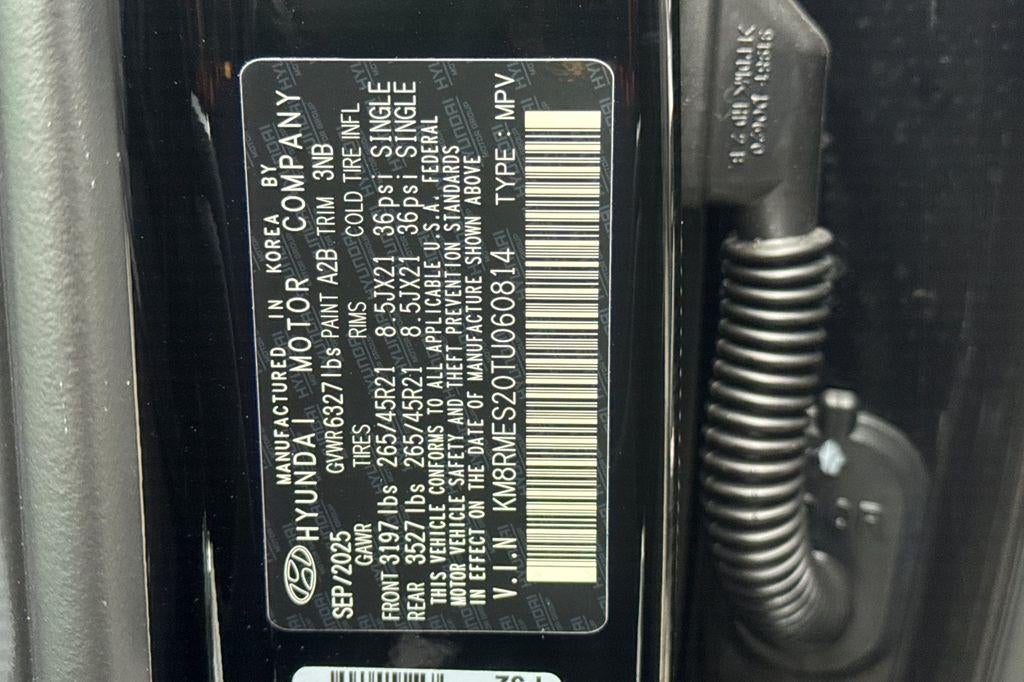 MANUFACTURED IN KOREA BY
HYUNDAI MOTOR COMPANY
SEP/2025 GVWR 6327 lbs PAINT A2B TRIM 3NB
GAWR TIRES RIMS COLD TIRE INFL
FRONT 3197 lbs 265/45R21 8.5JX21 36psi SINGLE
REAR 3527 lbs 265/45R21 8.5JX21 36psi SINGLE
THIS VEHICLE CONFORMS TO ALL APPLICABLE U.S.A. FEDERAL
MOTOR VEHICLE SAFETY AND THEFT PREVENTION STANDARDS
IN EFFECT ON THE DATE OF MANUFACTURE SHOWN ABOVE
V.I.N KM8RMES20TU060814 TYPE : MPV